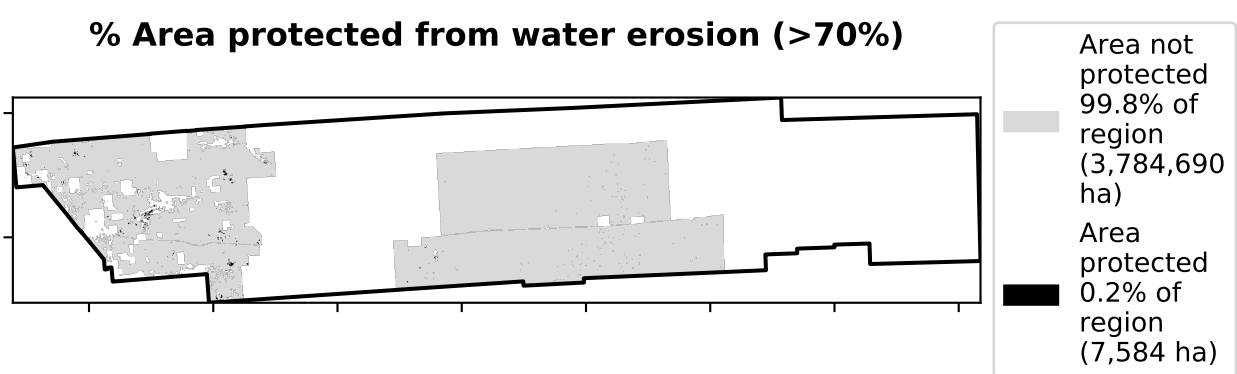 % Area protected from water erosion (>70%)
Area not
protected
99.8% of
region
(3,784,690
ha)
Area
protected
0.2% of
region
(7,584 ha)